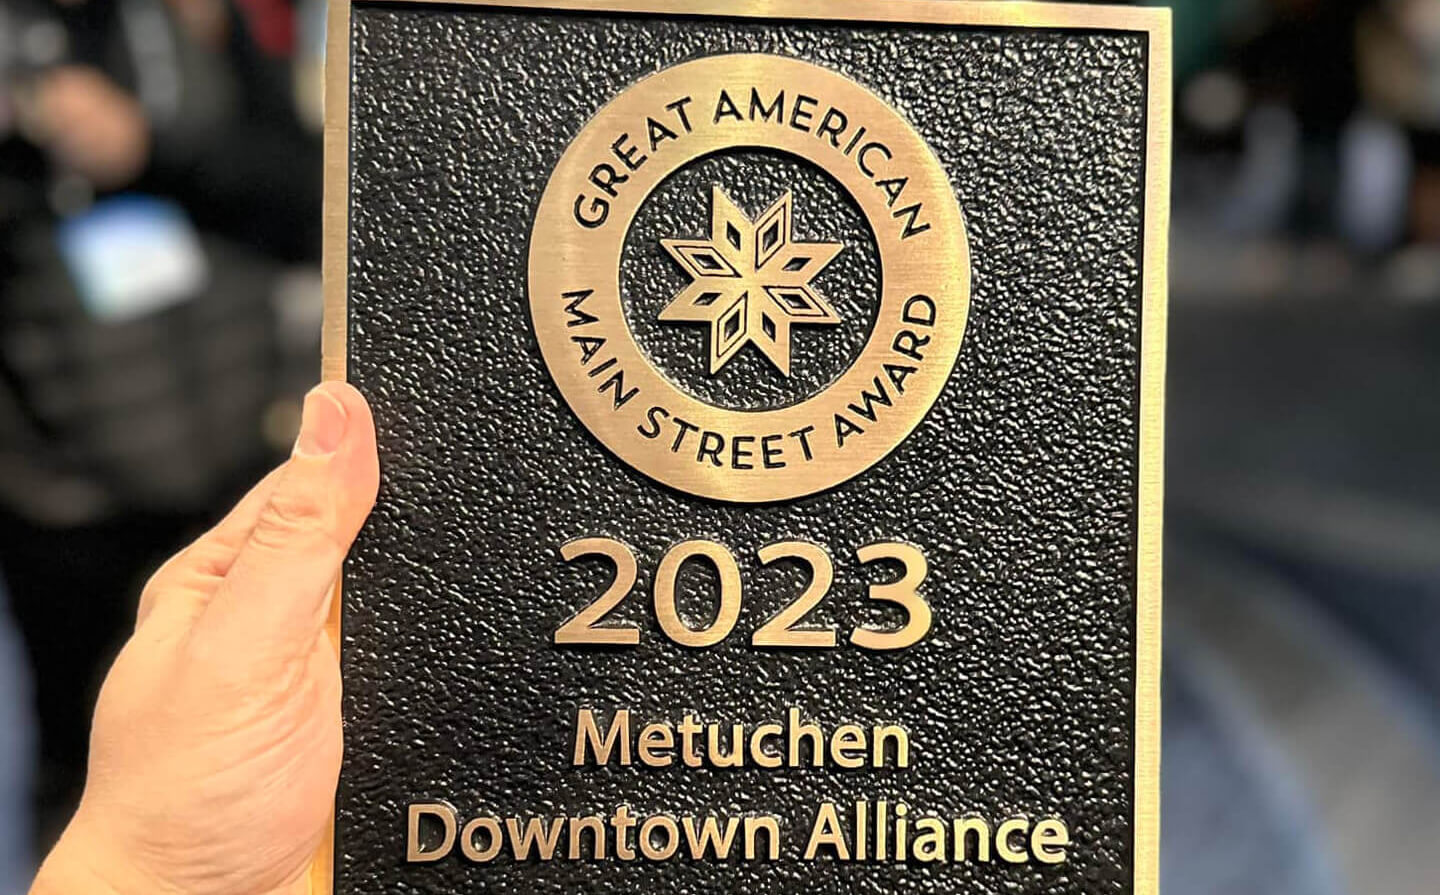 GREAT AMERICAN
MAIN STREET AWARD
2023
Metuchen
Downtown Alliance